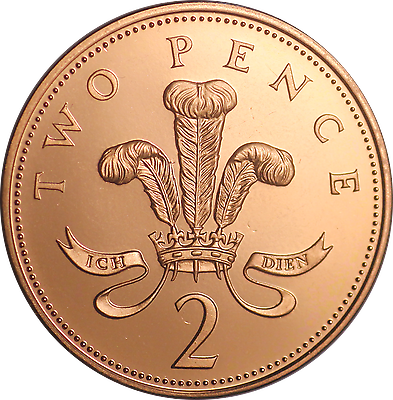 TWO PENCE
ICH DIEN
2